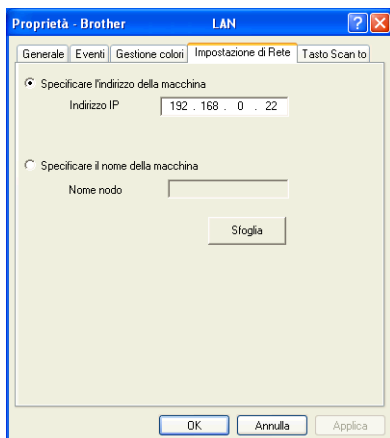 Proprietà - Brother LAN
Generale Eventi Gestione colori Impostazione di Rete Tasto Scan to
Specificare l'indirizzo della macchina
Indirizzo IP 192 . 168 . 0 . 22
Specificare il nome della macchina
Nome nodo
Sfoglia
OK Annulla Applica